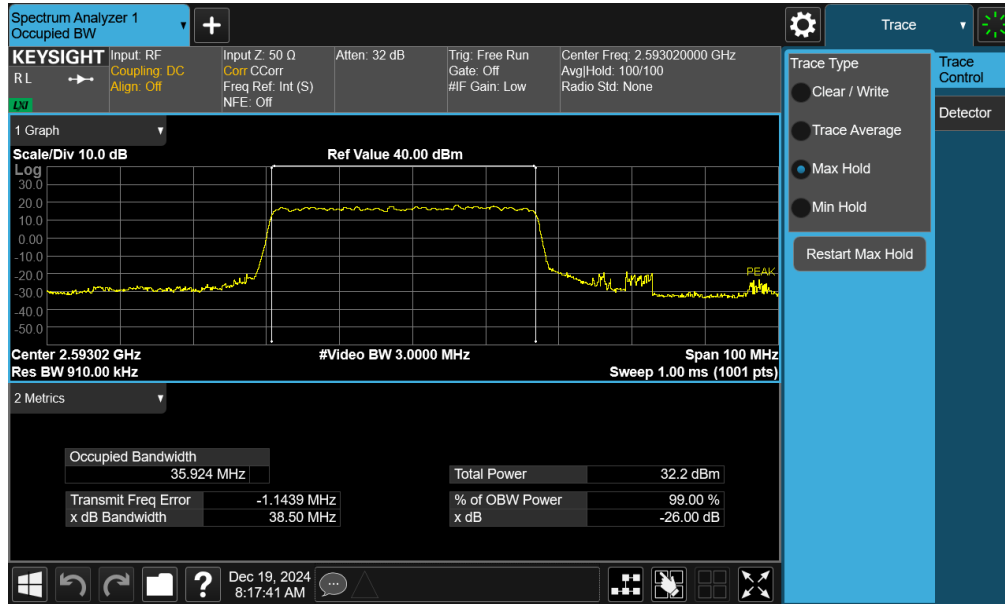 Spectrum Analyzer 1
Occupied BW
+
Trace
KEYSIGHT
R L
LXI
Input: RF
Coupling: DC
Align: Off
Input Z: 50 Ω
Corr CCorr
Freq Ref: Int (S)
NFE: Off
Atten: 32 dB
Trig: Free Run
Gate: Off
#IF Gain: Low
Center Freq: 2.593020000 GHz
Avg|Hold: 100/100
Radio Std: None
Trace Type
Clear / Write
Trace Average
Max Hold
Min Hold
Restart Max Hold
Trace
Control
Detector
1 Graph
Scale/Div 10.0 dB
Ref Value 40.00 dBm
Log
30.0
20.0
10.0
0.00
-10.0
-20.0
-30.0
-40.0
-50.0
PEAK
Center 2.59302 GHz
#Video BW 3.0000 MHz
Span 100 MHz
Res BW 910.00 kHz
Sweep 1.00 ms (1001 pts)
2 Metrics
Occupied Bandwidth
35.924 MHz
Total Power 32.2 dBm
Transmit Freq Error -1.1439 MHz
% of OBW Power 99.00 %
x dB Bandwidth 38.50 MHz
x dB -26.00 dB
?
Dec 19, 2024
8:17:41 AM